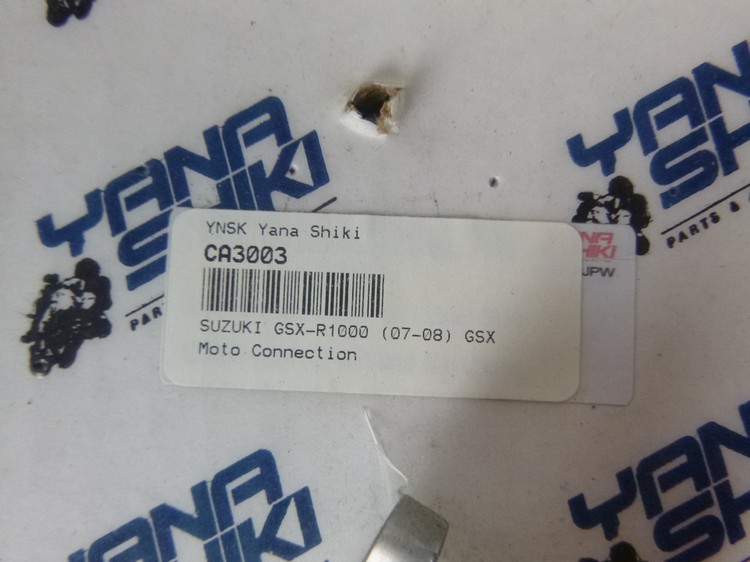 YANA
SHIKI
PARTS &
YANA
SHIKI
PAR
YNSK Yana Shiki
CA3003
SUZUKI GSX-R1000 (07-08) GSX
Moto Connection
JPW
YANA
SHIKI
YANA
SHIKI